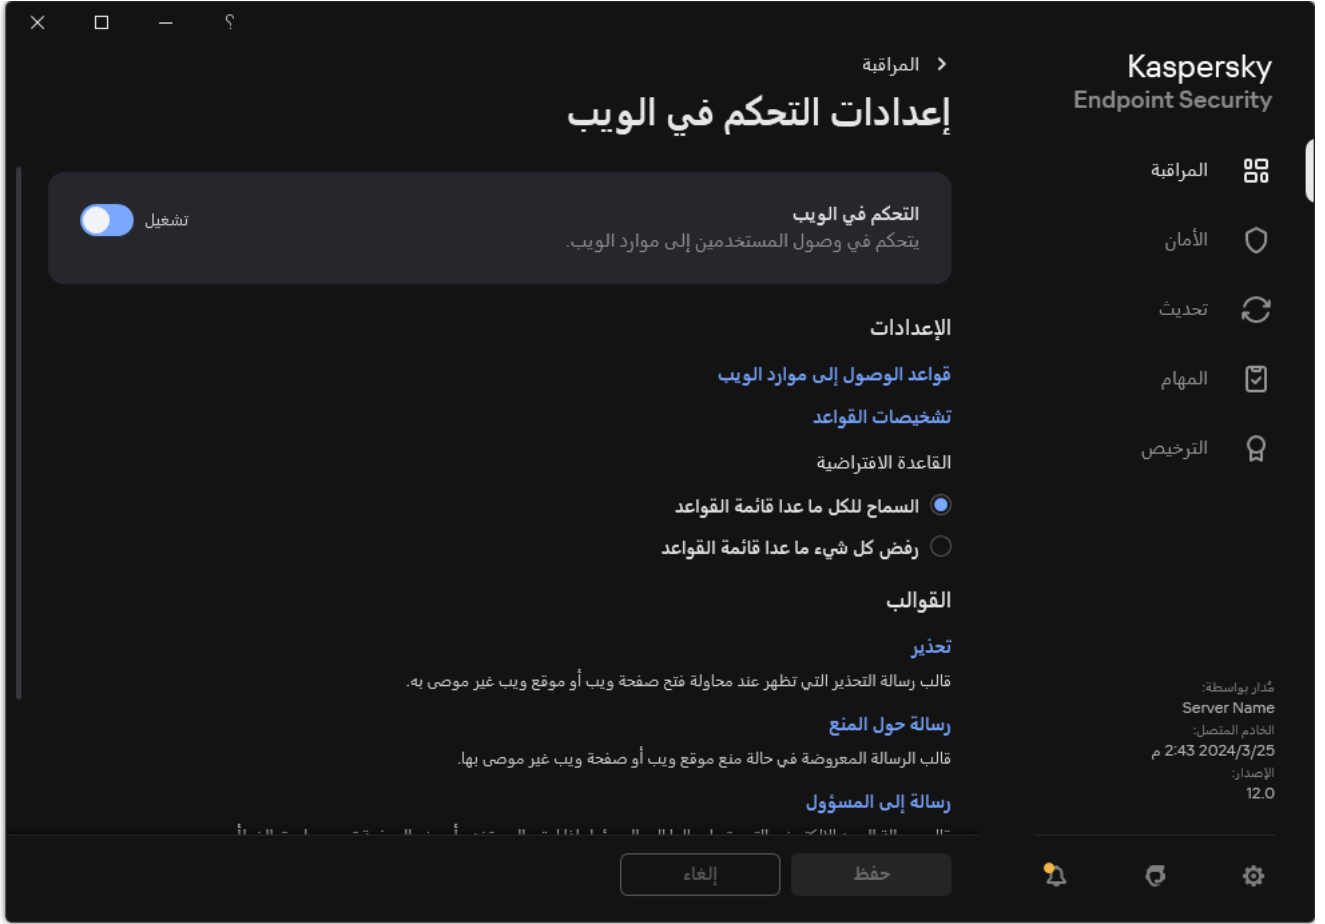 Kaspersky
Endpoint Security
المراقبة
الأمان
تحديث
المهام
الترخيص
مُدار بواسطة:
Server Name
الخادم المتصل:
2024/3/25 2:43 م
الإصدار:
12.0
؟
المراقبة
إعدادات التحكم في الويب
التحكم في الويب
يتحكم في وصول المستخدمين إلى موارد الويب.
تشغيل
الإعدادات
قواعد الوصول إلى موارد الويب
تشخيصات القواعد
القاعدة الافتراضية
السماح للكل ما عدا قائمة القواعد
رفض كل شيء ما عدا قائمة القواعد
القوالب
تحذير
قالب رسالة التحذير التي تظهر عند محاولة فتح صفحة ويب أو موقع ويب غير موصى به.
رسالة حول المنع
قالب الرسالة المعروضة في حالة منع موقع ويب أو صفحة ويب غير موصى بها.
رسالة إلى المسؤول
حفظ
إلغاء